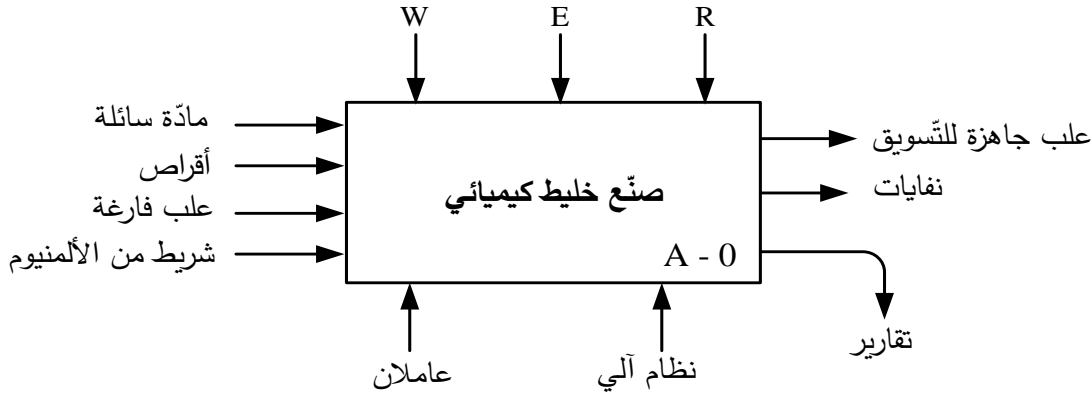 W E R
مادّة سائلة
أقراص
علب فارغة
شريط من الألمنيوم
صنّع خليط كيميائي
A - 0
علب جاهزة للتّسويق
نفايات
تقارير
عاملان
نظام آلي